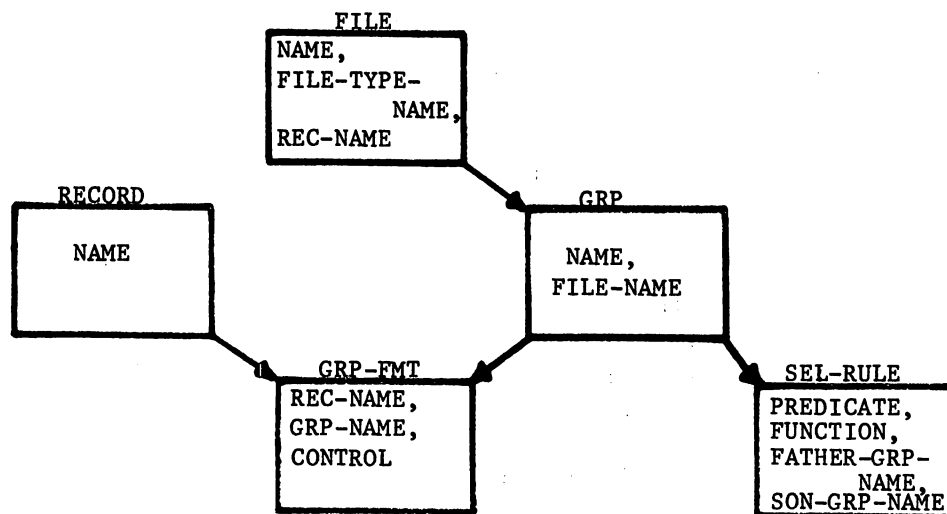 FILE
NAME,
FILE-TYPE-
NAME,
REC-NAME
RECORD
NAME
GRP
NAME,
FILE-NAME
GRP-FMT
REC-NAME,
GRP-NAME,
CONTROL
SEL-RULE
PREDICATE,
FUNCTION,
FATHER-GRP-
NAME,
SON-GRP-NAME